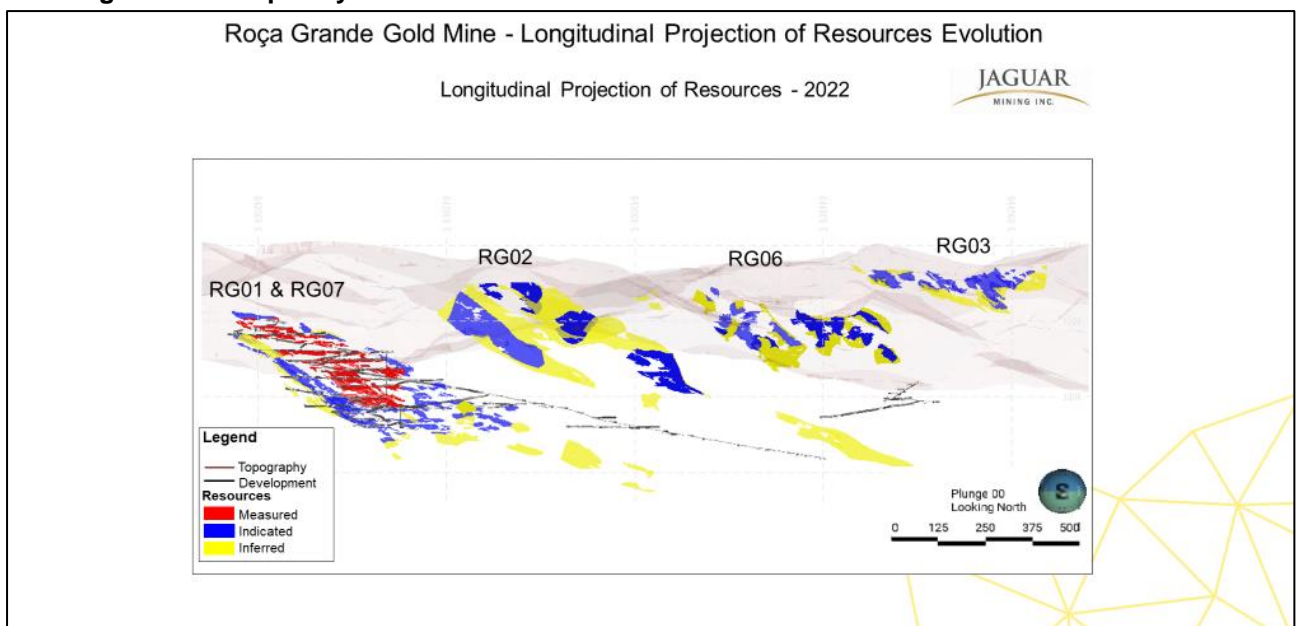 Roça Grande Gold Mine - Longitudinal Projection of Resources Evolution
Longitudinal Projection of Resources - 2022
JAGUAR
MINING INC.
RG01 & RG07
RG02
RG06
RG03
Legend
Topography
Development
Resources
Measured
Indicated
Inferred
Plunge 00
Looking North
S
0 125 250 375 500